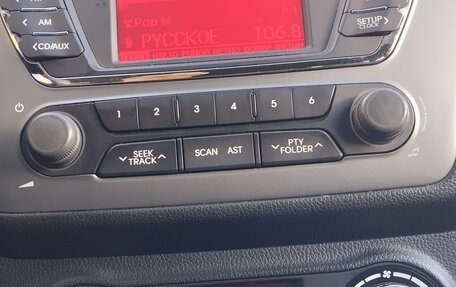 AM
CD/AUX
P 1
Pop M
РУССКОЕ 106.8
SETUP
CLOCK
1 2 3 4 5 6
SEEK
TRACK
SCAN AST
PTY
FOLDER